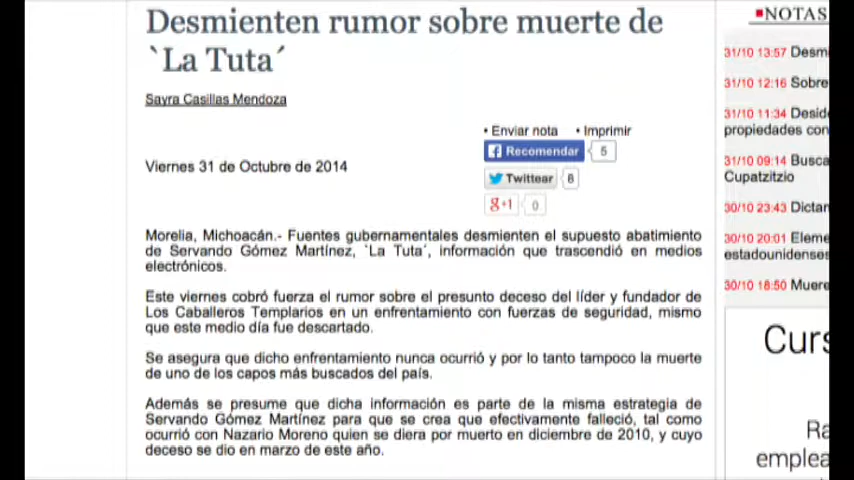 Desmienten rumor sobre muerte de
`La Tuta´
Sayra Casillas Mendoza
• Enviar nota • Imprimir
Recomendar 5
Viernes 31 de Octubre de 2014
Twittear 8
g+1 0
Morelia, Michoacán.- Fuentes gubernamentales desmienten el supuesto abatimiento
de Servando Gómez Martínez, `La Tuta´, información que trascendió en medios
electrónicos.
Este viernes cobró fuerza el rumor sobre el presunto deceso del líder y fundador de
Los Caballeros Templarios en un enfrentamiento con fuerzas de seguridad, mismo
que este medio día fue descartado.
Se asegura que dicho enfrentamiento nunca ocurrió y por lo tanto tampoco la muerte
de uno de los capos más buscados del país.
Además se presume que dicha información es parte de la misma estrategia de
Servando Gómez Martínez para que se crea que efectivamente falleció, tal como
ocurrió con Nazario Moreno quien se diera por muerto en diciembre de 2010, y cuyo
deceso se dio en marzo de este año.
NOTAS
31/10 13:57 Desmi
31/10 12:16 Sobre
31/10 11:34 Desid
propiedades con
31/10 09:14 Busca
Cupatzitzio
30/10 23:43 Dictan
30/10 20:01 Eleme
estadounidenses
30/10 18:50 Muere
Curs
Ra
emplea